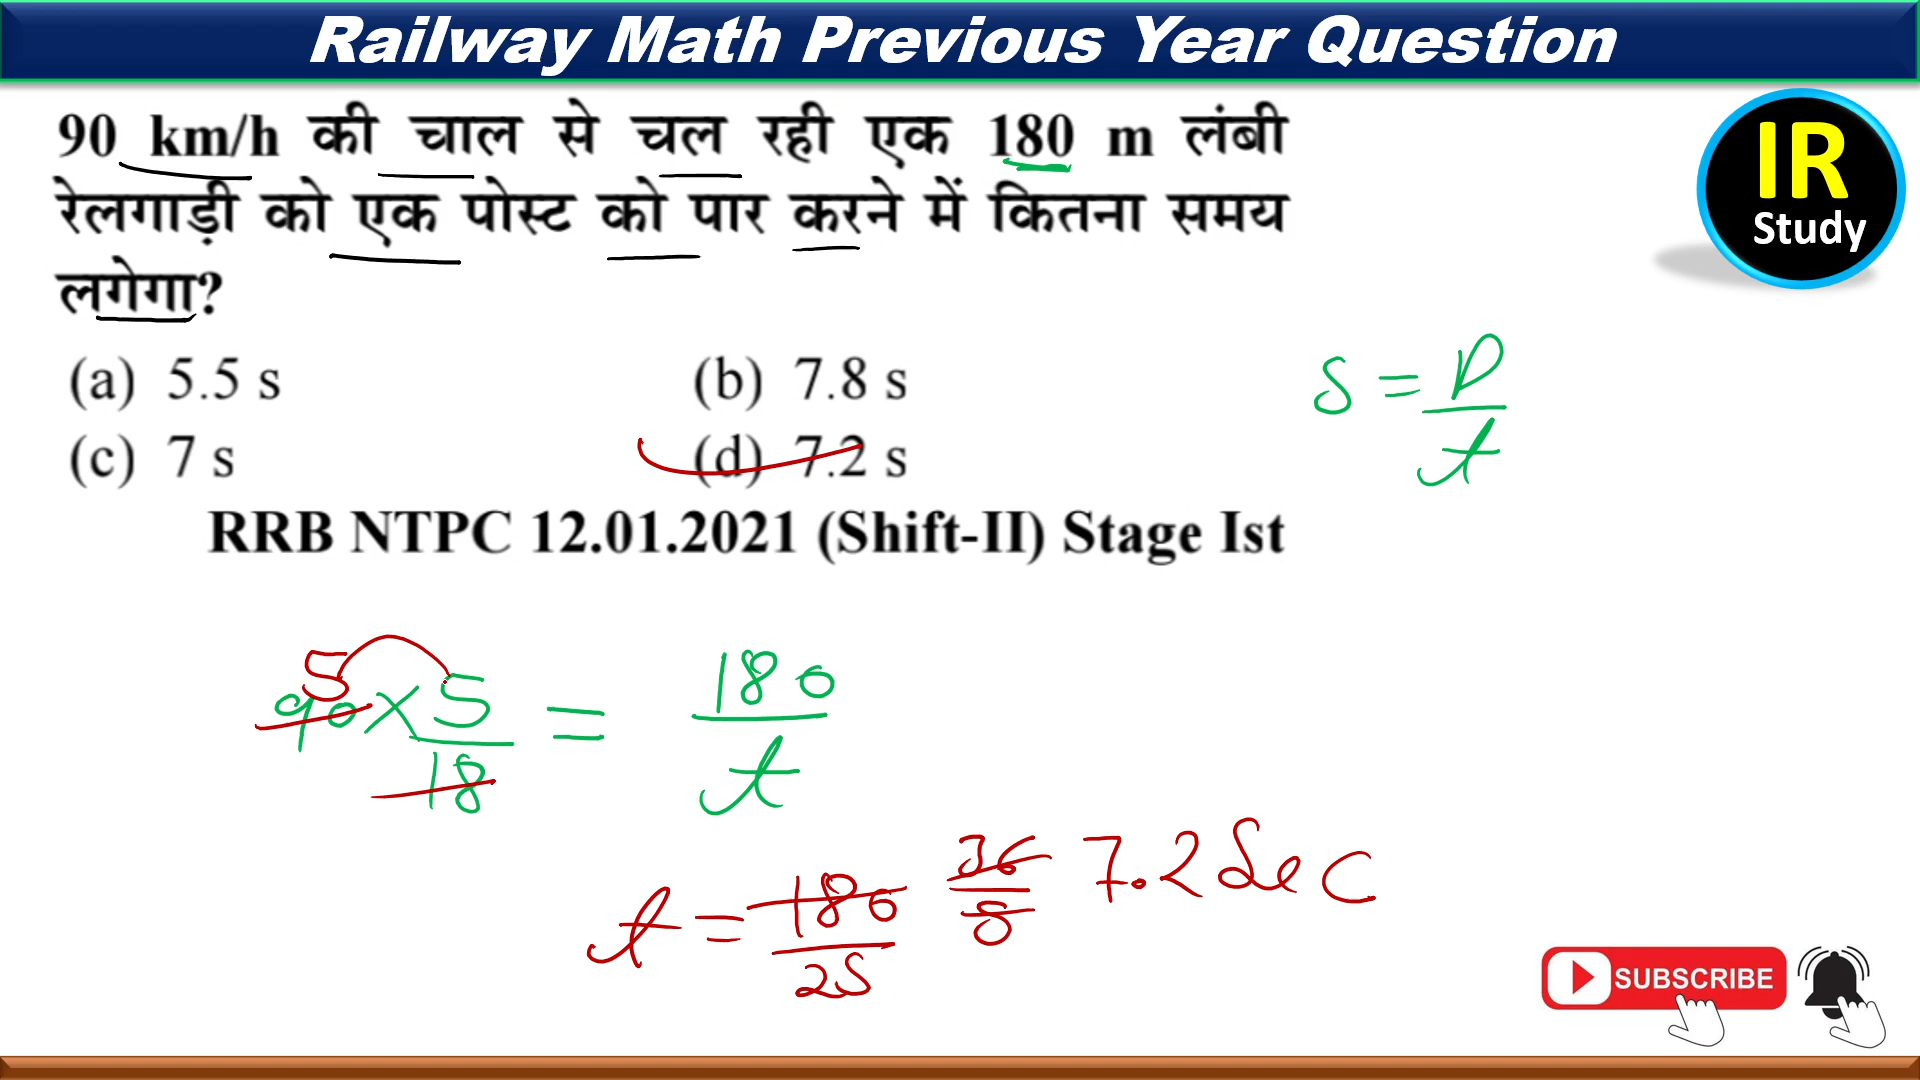 Railway Math Previous Year Question
90 km/h की चाल से चल रही एक 180 m लंबी
रेलगाड़ी को एक पोस्ट को पार करने में कितना समय
लगेगा?
(a) 5.5 s (b) 7.8 s
(c) 7 s (d) 7.2 s
RRB NTPC 12.01.2021 (Shift-II) Stage Ist
IR
Study
S = D/t
5
90 × 5/18 = 180/t
t = 180/25 36/5 7.2 Sec
SUBSCRIBE